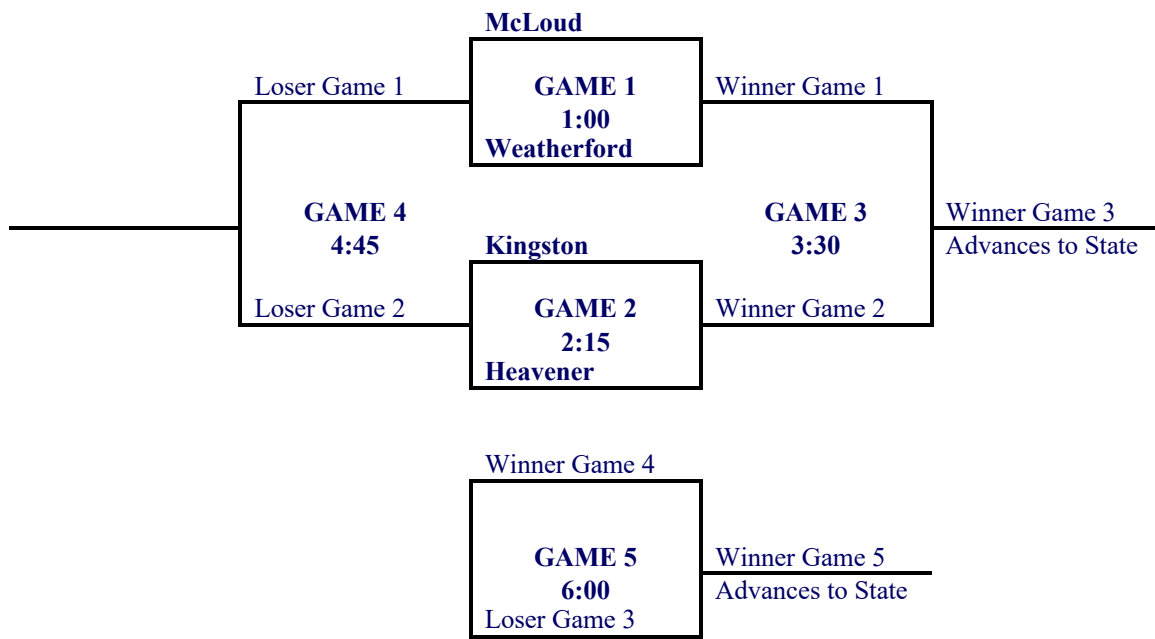 McLoud
Loser Game 1
GAME 1
Winner Game 1
1:00
Weatherford
GAME 4
GAME 3
Winner Game 3
4:45
Kingston
3:30
Advances to State
Loser Game 2
GAME 2
Winner Game 2
2:15
Heavener
Winner Game 4
GAME 5
Winner Game 5
6:00
Advances to State
Loser Game 3